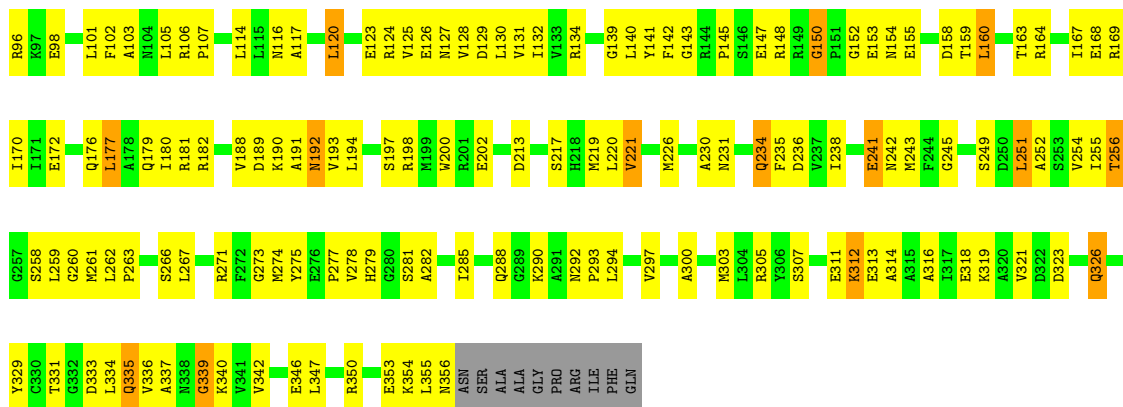 R96 K97 E98 L101 F102 A103 N104 L105 R106 P107 L114 L115 N116 A117 L120 E123 R124 V125 E126 N127 V128 D129 L130 V131 I132 V133 R134 G139 L140 Y141 F142 G143 R144 P145 S146 E147 R148 R149 G150 P151 G152 E153 N154 E155 D158 T159 L160 T163 R164 I167 E168 R169
I170 I171 E172 Q176 L177 A178 Q179 I180 R181 R182 V188 D189 K190 A191 N192 V193 L194 S197 R198 M199 W200 R201 E202 D213 S217 H218 M219 L220 V221 M226 A230 N231 Q234 F235 D236 V237 I238 E241 N242 M243 F244 G245 S249 D250 L251 A252 S253 V254 I255 T256
G257 S258 L259 G260 M261 L262 P263 S266 L267 R271 F272 G273 M274 Y275 E276 P277 V278 H279 G280 S281 A282 I285 Q288 G289 K290 A291 N292 P293 L294 V297 A300 M303 L304 R305 Y306 S307 E311 K312 E313 A314 A315 A316 I317 E318 K319 A320 V321 D322 D323 Q326
Y329 C330 T331 G332 D333 L334 Q335 V336 A337 N338 G339 K340 V341 V342 E346 L347 R350 E353 K354 L355 N356 ASN SER ALA ALA GLY PRO ARG ILE PHE GLN